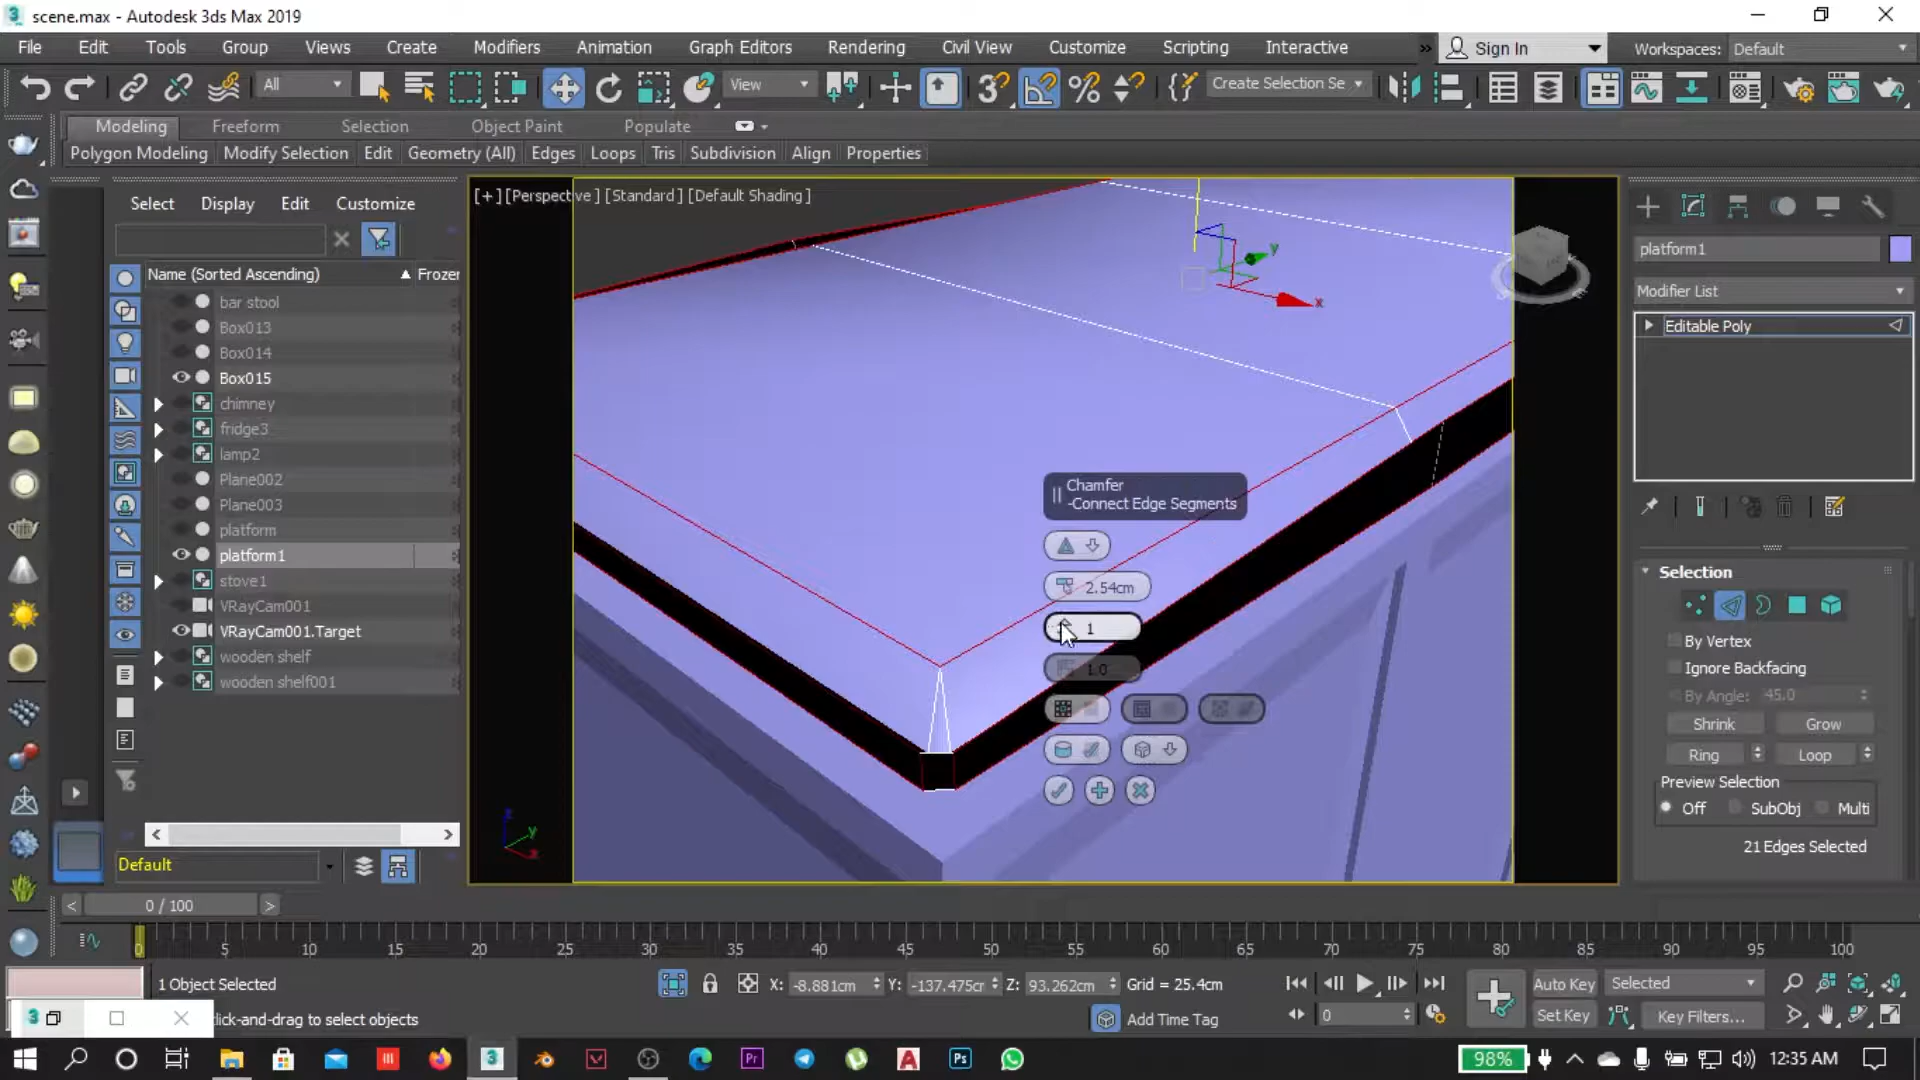 scene.max - Autodesk 3ds Max 2019
File Edit Tools Group Views Create Modifiers Animation Graph Editors Rendering Civil View Customize Scripting Interactive » Sign In Workspaces: Default
All View Create Selection Se
Modeling Freeform Selection Object Paint Populate
Polygon Modeling Modify Selection Edit Geometry (All) Edges Loops Tris Subdivision Align Properties
Select Display Edit Customize
[+] [Perspective] [Standard] [Default Shading]
Name (Sorted Ascending) Frozen
bar stool
Box013
Box014
Box015
chimney
fridge3
lamp2
Plane002
Plane003
platform
platform1
stove1
VRayCam001
VRayCam001.Target
wooden shelf
wooden shelf001
Default
z y x
y x
Chamfer
-Connect Edge Segments
2.54cm
1
1.0
platform1
Modifier List
Editable Poly
Selection
By Vertex
Ignore Backfacing
By Angle: 45.0
Shrink Grow
Ring Loop
Preview Selection
Off SubObj Multi
21 Edges Selected
0 / 100
0 5 10 15 20 25 30 35 40 45 50 55 60 65 70 75 80 85 90 95 100
1 Object Selected X: -8.881cm Y: -137.475cm Z: 93.262cm Grid = 25.4cm Auto Key Selected
lick-and-drag to select objects Add Time Tag 0 Set Key Key Filters...
98% 12:35 AM